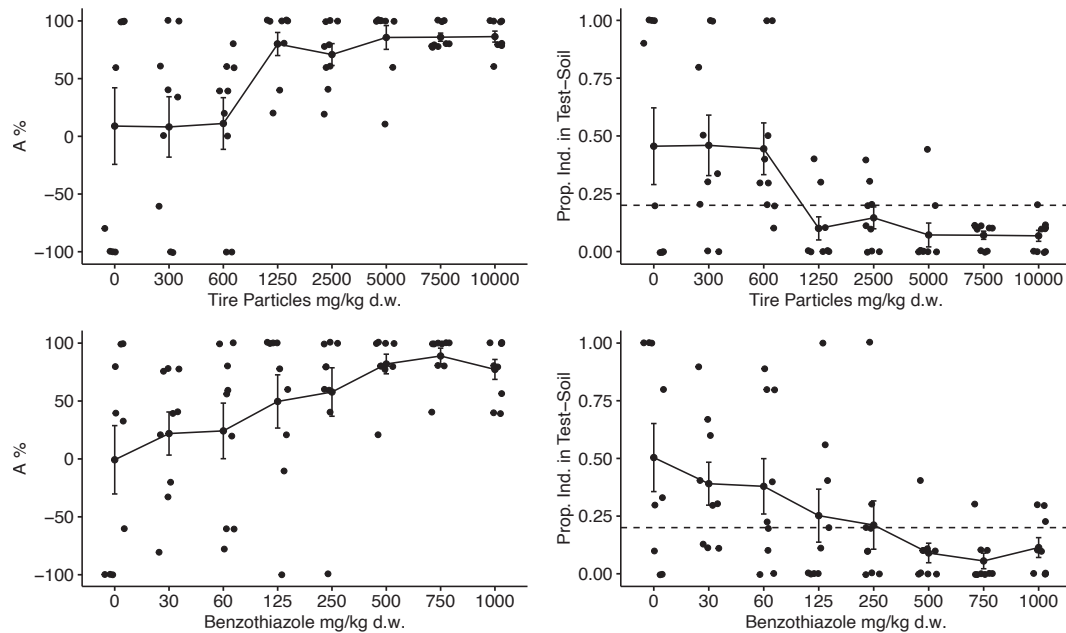 A %
100
50
0
−50
−100
0 300 600 1250 2500 5000 7500 10000
Tire Particles mg/kg d.w.
Prop. Ind. in Test−Soil
1.00
0.75
0.50
0.25
0.00
0 300 600 1250 2500 5000 7500 10000
Tire Particles mg/kg d.w.
A %
100
50
0
−50
−100
0 30 60 125 250 500 750 1000
Benzothiazole mg/kg d.w.
Prop. Ind. in Test−Soil
1.00
0.75
0.50
0.25
0.00
0 30 60 125 250 500 750 1000
Benzothiazole mg/kg d.w.